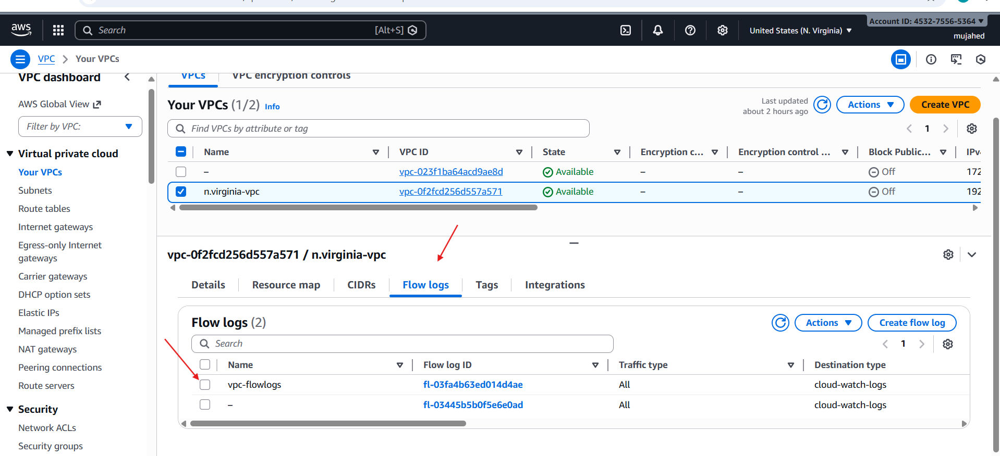 aws
Search [Alt+S]
United States (N. Virginia)
Account ID: 4532-7556-5364
mujahed
VPC Your VPCs
VPC dashboard
AWS Global View
Filter by VPC:
Virtual private cloud
Your VPCs
Subnets
Route tables
Internet gateways
Egress-only Internet
gateways
Carrier gateways
DHCP option sets
Elastic IPs
Managed prefix lists
NAT gateways
Peering connections
Route servers
Security
Network ACLs
Security groups
VPCs VPC encryption controls
Your VPCs (1/2) Info
Last updated
about 2 hours ago
Actions
Create VPC
Find VPCs by attribute or tag
1
Name VPC ID State Encryption c... Encryption control ... Block Public... IPv
– vpc-023f1ba64acd9ae8d Available – – Off 172
n.virginia-vpc vpc-0f2fcd256d557a571 Available – – Off 192
vpc-0f2fcd256d557a571 / n.virginia-vpc
Details Resource map CIDRs Flow logs Tags Integrations
Flow logs (2)
Actions
Create flow log
Search
1
Name Flow log ID Traffic type Destination type
vpc-flowlogs fl-03fa4b63ed014d4ae All cloud-watch-logs
– fl-03445b5b0f5e6e0ad All cloud-watch-logs